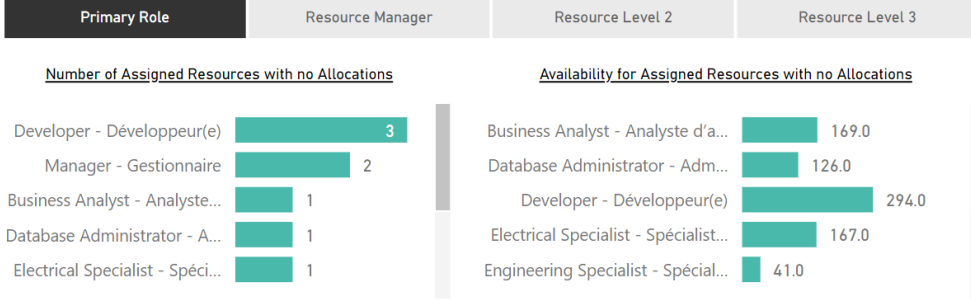 Primary Role
Resource Manager
Resource Level 2
Resource Level 3
Number of Assigned Resources with no Allocations
Developer - Développeur(e) 3
Manager - Gestionnaire 2
Business Analyst - Analyste... 1
Database Administrator - A... 1
Electrical Specialist - Spéci... 1
Availability for Assigned Resources with no Allocations
Business Analyst - Analyste d'a... 169.0
Database Administrator - Adm... 126.0
Developer - Développeur(e) 294.0
Electrical Specialist - Spécialist... 167.0
Engineering Specialist - Spécial... 41.0